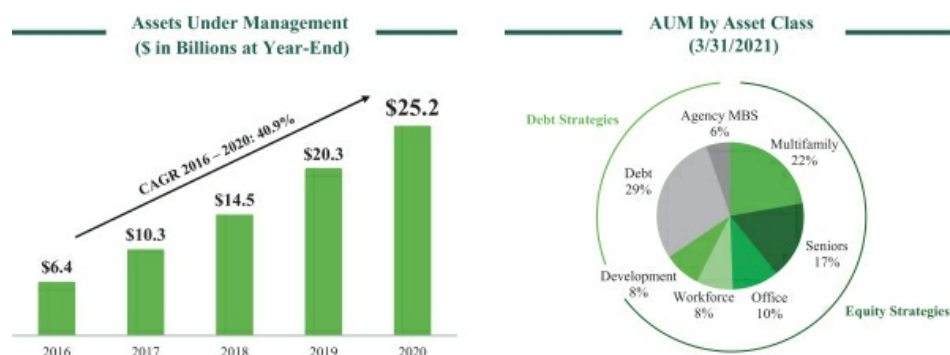 Assets Under Management
($ in Billions at Year-End)
$6.4
$10.3
$14.5
$20.3
$25.2
CAGR 2016 – 2020: 40.9%
2016
2017
2018
2019
2020
AUM by Asset Class
(3/31/2021)
Debt Strategies
Agency MBS
6%
Multifamily
22%
Debt
29%
Seniors
17%
Development
8%
Workforce
8%
Office
10%
Equity Strategies